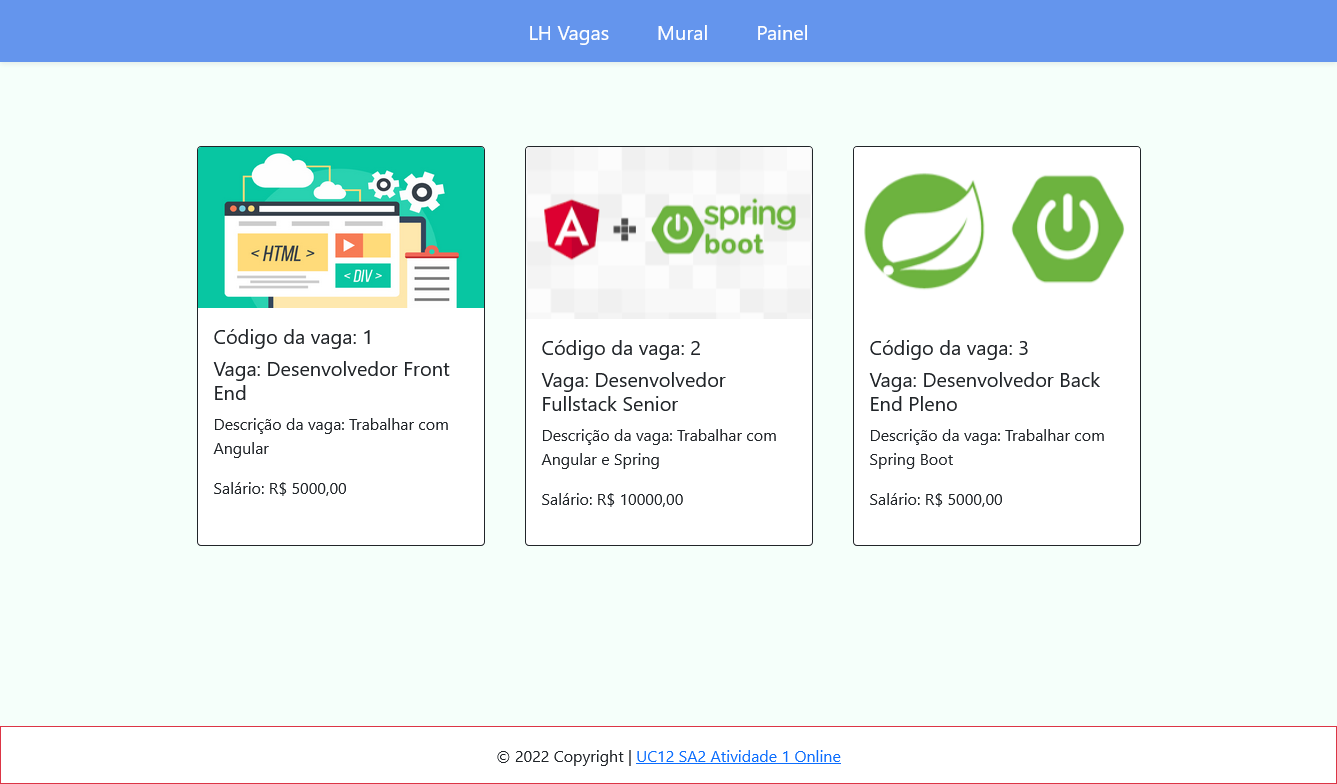 LH Vagas Mural Painel
< HTML >
< DIV >
Código da vaga: 1
Vaga: Desenvolvedor Front
End
Descrição da vaga: Trabalhar com
Angular
Salário: R$ 5000,00
A
spring
boot
Código da vaga: 2
Vaga: Desenvolvedor
Fullstack Senior
Descrição da vaga: Trabalhar com
Angular e Spring
Salário: R$ 10000,00
Código da vaga: 3
Vaga: Desenvolvedor Back
End Pleno
Descrição da vaga: Trabalhar com
Spring Boot
Salário: R$ 5000,00
© 2022 Copyright | UC12 SA2 Atividade 1 Online